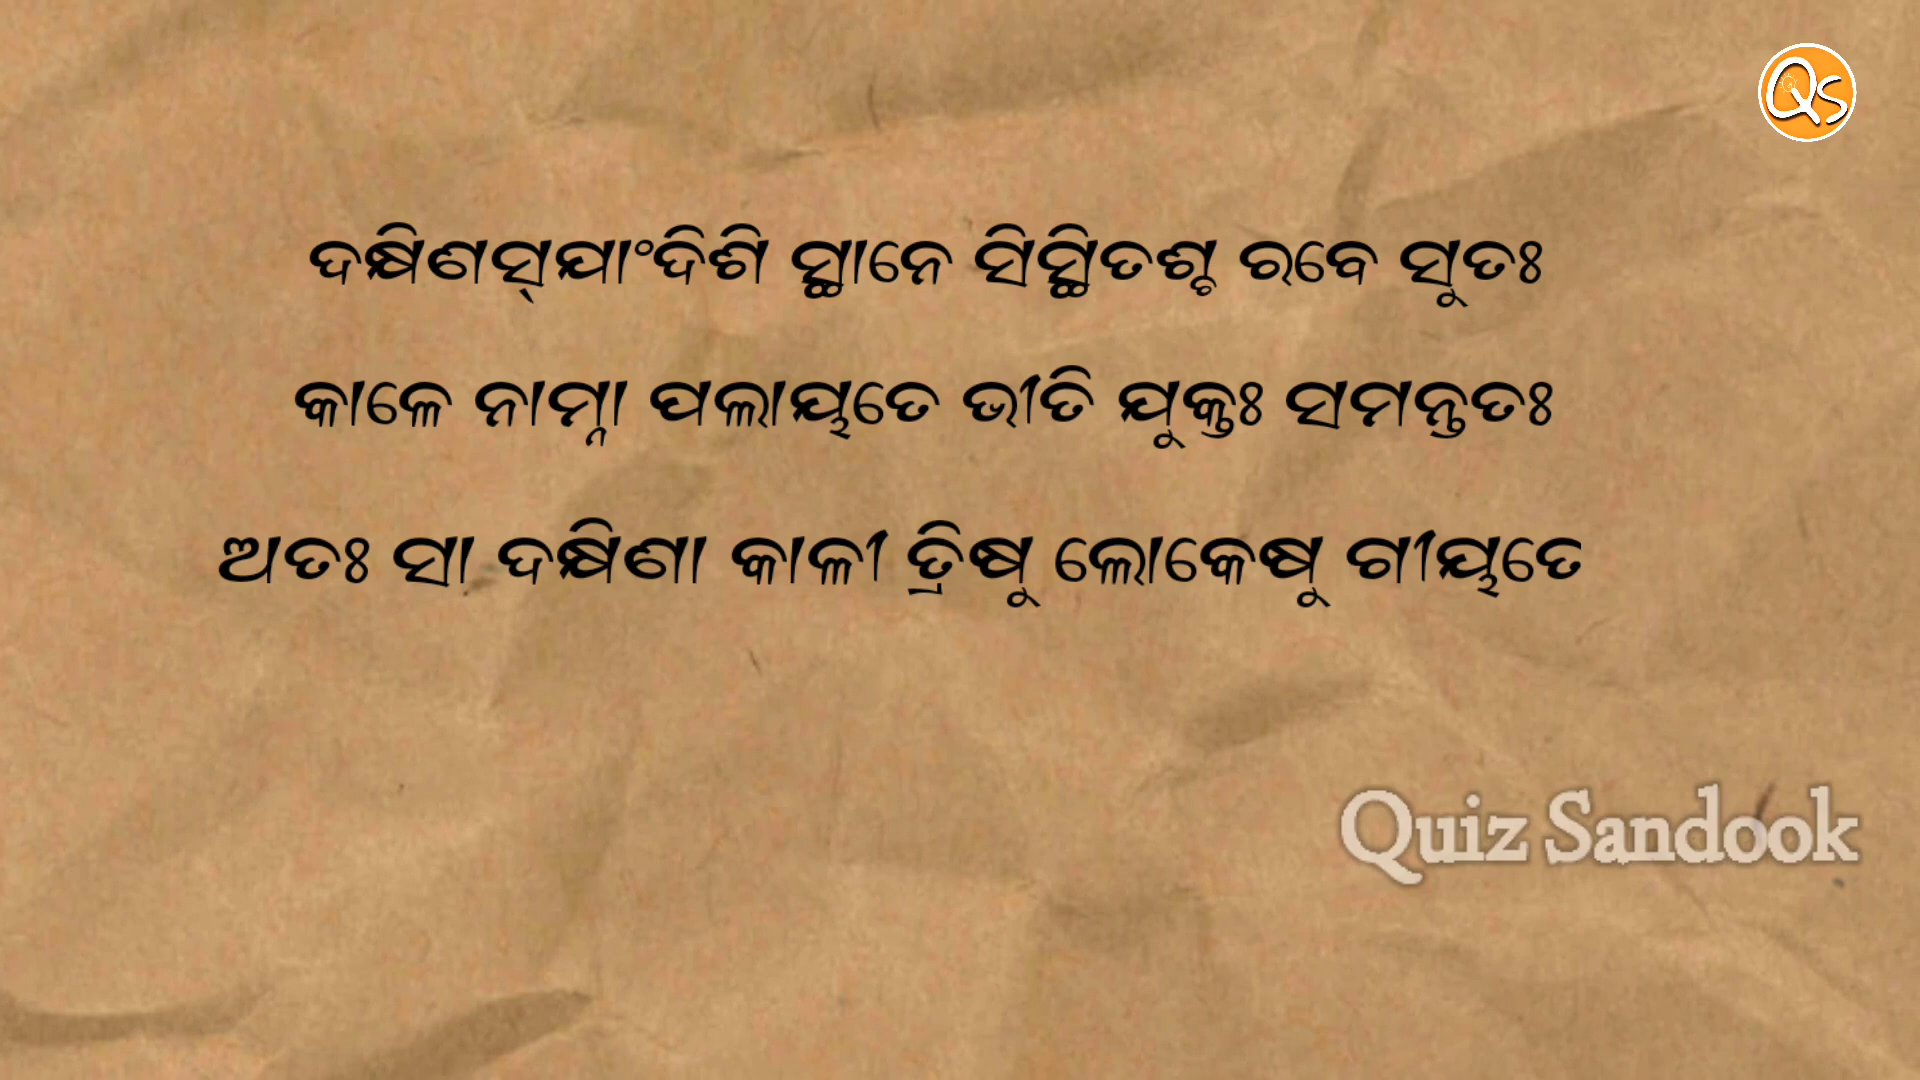 QS
ଦକ୍ଷିଣସ୍‌ଯାଂଦିଶି ସ୍ଥାନେ ସିସ୍ଥିତଶ୍ଚ ରବେ ସୁତଃ
କାଳେ ନାମ୍ନା ପଲାୟତେ ଭୀତି ଯୁକ୍ତଃ ସମନ୍ତତଃ
ଅତଃ ସା ଦକ୍ଷିଣା କାଳୀ ତ୍ରିଷୁ ଲୋକେଷୁ ଗୀୟତେ
Quiz Sandook